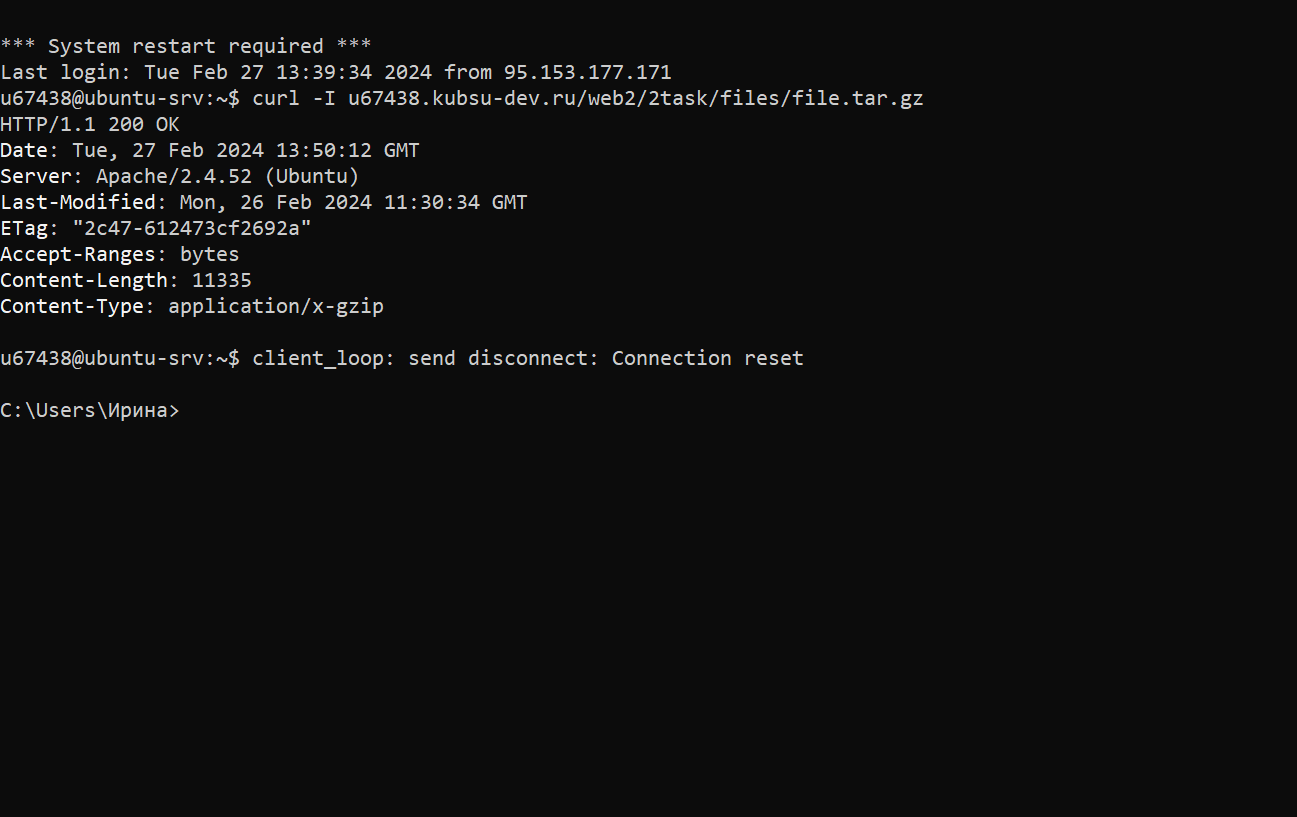 *** System restart required ***
Last login: Tue Feb 27 13:39:34 2024 from 95.153.177.171
u67438@ubuntu-srv:~$ curl -I u67438.kubsu-dev.ru/web2/2task/files/file.tar.gz
HTTP/1.1 200 OK
Date: Tue, 27 Feb 2024 13:50:12 GMT
Server: Apache/2.4.52 (Ubuntu)
Last-Modified: Mon, 26 Feb 2024 11:30:34 GMT
ETag: "2c47-612473cf2692a"
Accept-Ranges: bytes
Content-Length: 11335
Content-Type: application/x-gzip
u67438@ubuntu-srv:~$ client_loop: send disconnect: Connection reset
C:\Users\Ирина>